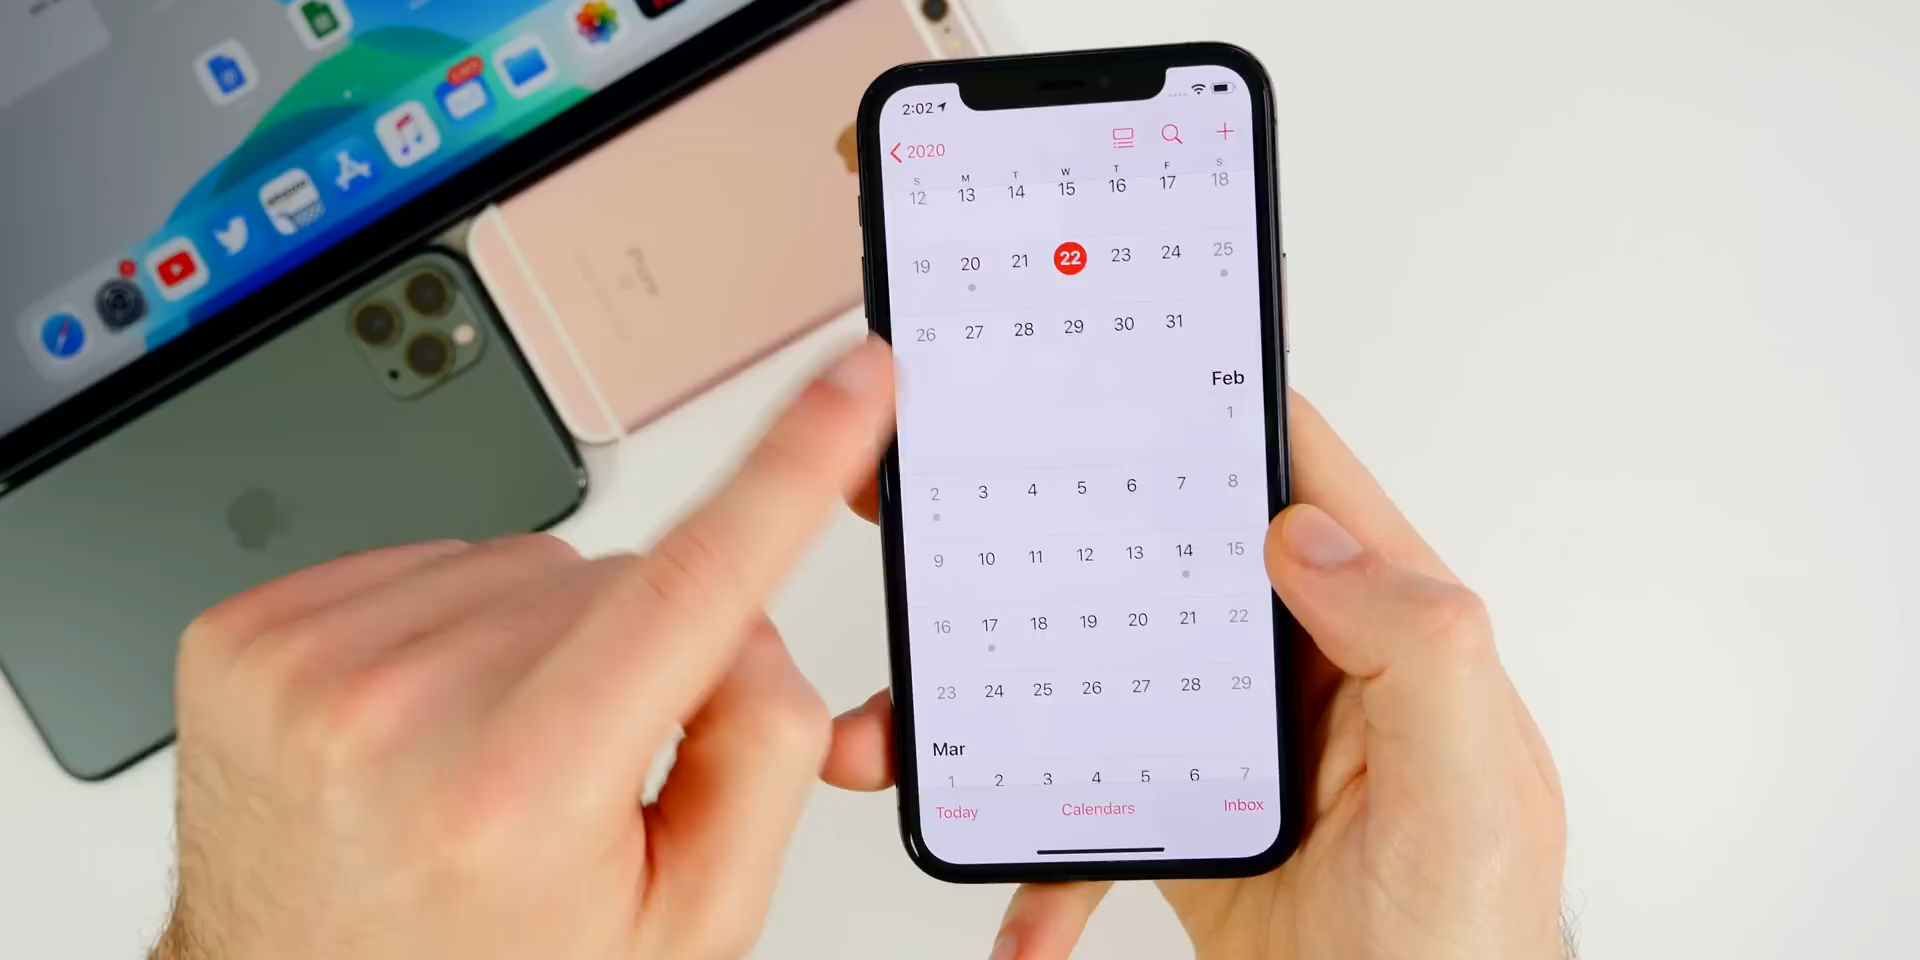 2:02
2020
S M T W T F S
12 13 14 15 16 17 18
19 20 21 22 23 24 25
26 27 28 29 30 31
Feb
1
2 3 4 5 6 7 8
9 10 11 12 13 14 15
16 17 18 19 20 21 22
23 24 25 26 27 28 29
Mar
1 2 3 4 5 6 7
Today Calendars Inbox
amazon